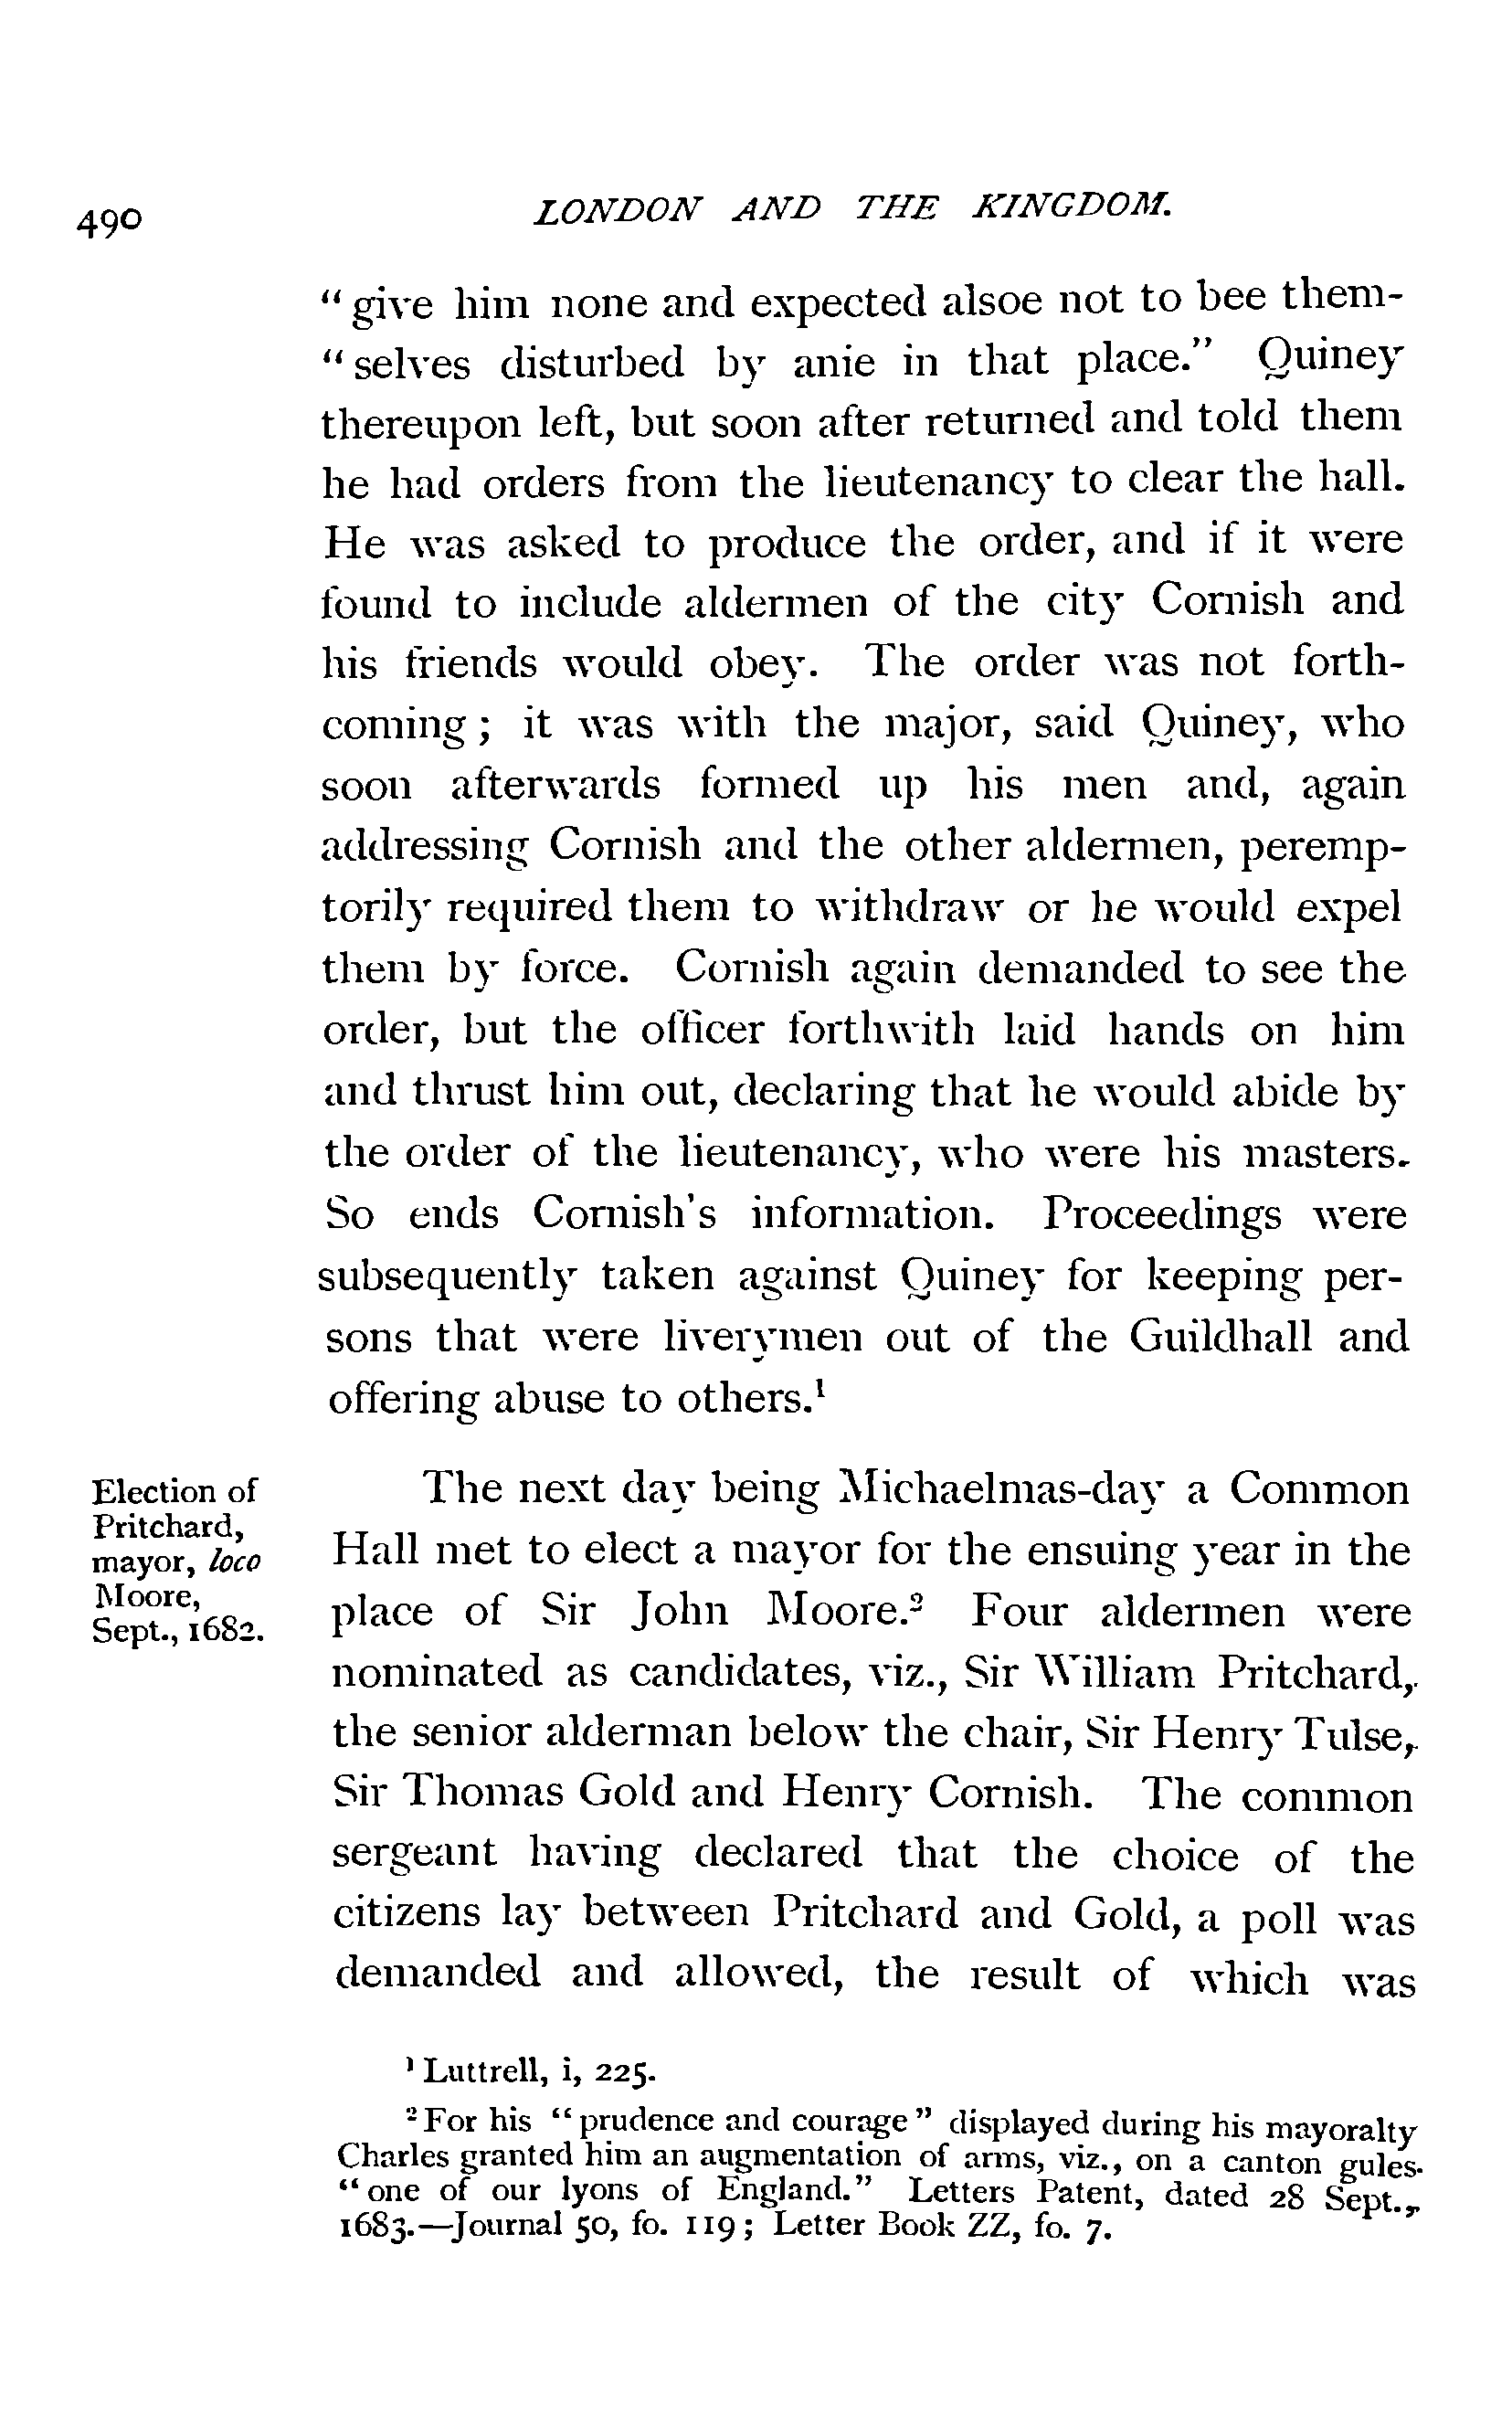 490
LONDON AND THE KINGDOM.
“give him none and expected alsoe not to bee them-
“selves disturbed by anie in that place.” Quiney
thereupon left, but soon after returned and told them
he had orders from the lieutenancy to clear the hall.
He was asked to produce the order, and if it were
found to include aldermen of the city Cornish and
his friends would obey. The order was not forth-
coming; it was with the major, said Quiney, who
soon afterwards formed up his men and, again
addressing Cornish and the other aldermen, peremp-
torily required them to withdraw or he would expel
them by force. Cornish again demanded to see the
order, but the officer forthwith laid hands on him
and thrust him out, declaring that he would abide by
the order of the lieutenancy, who were his masters.
So ends Cornish's information. Proceedings were
subsequently taken against Quiney for keeping per-
sons that were liverymen out of the Guildhall and
offering abuse to others.¹
Election of
Pritchard,
mayor, loco
Moore,
Sept., 1682.
The next day being Michaelmas-day a Common
Hall met to elect a mayor for the ensuing year in the
place of Sir John Moore.² Four aldermen were
nominated as candidates, viz., Sir William Pritchard,
the senior alderman below the chair, Sir Henry Tulse,
Sir Thomas Gold and Henry Cornish. The common
sergeant having declared that the choice of the
citizens lay between Pritchard and Gold, a poll was
demanded and allowed, the result of which was
¹ Luttrell, i, 225.
² For his “prudence and courage” displayed during his mayoralty
Charles granted him an augmentation of arms, viz., on a canton gules
“one of our lyons of England.” Letters Patent, dated 28 Sept.,
1683.—Journal 50, fo. 119; Letter Book ZZ, fo. 7.